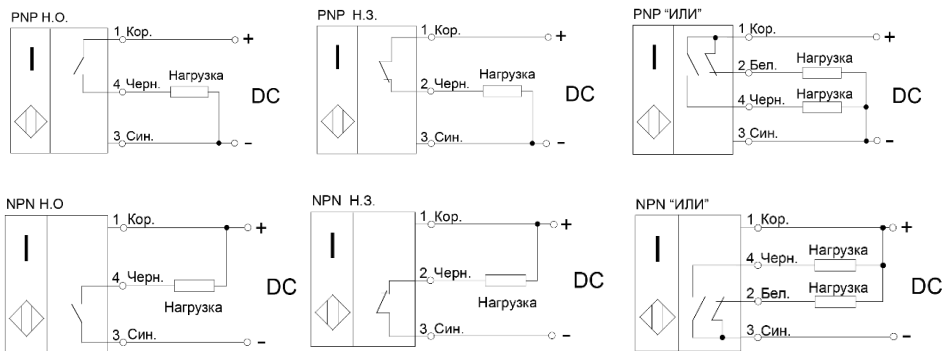 PNP Н.О.
1 Кор. +
4 Черн. Нагрузка
DC
3 Син. -
PNP Н.З.
1 Кор. +
2 Черн. Нагрузка
DC
3 Син. -
PNP “ИЛИ”
1 Кор. +
2 Бел. Нагрузка
4 Черн. Нагрузка
DC
3 Син. -
NPN Н.О
1 Кор. +
4 Черн.
Нагрузка
DC
3 Син. -
NPN Н.З.
1 Кор. +
2 Черн.
Нагрузка
DC
3 Син. -
NPN “ИЛИ”
1 Кор. +
4 Черн. Нагрузка
2 Бел. Нагрузка
DC
3 Син. -